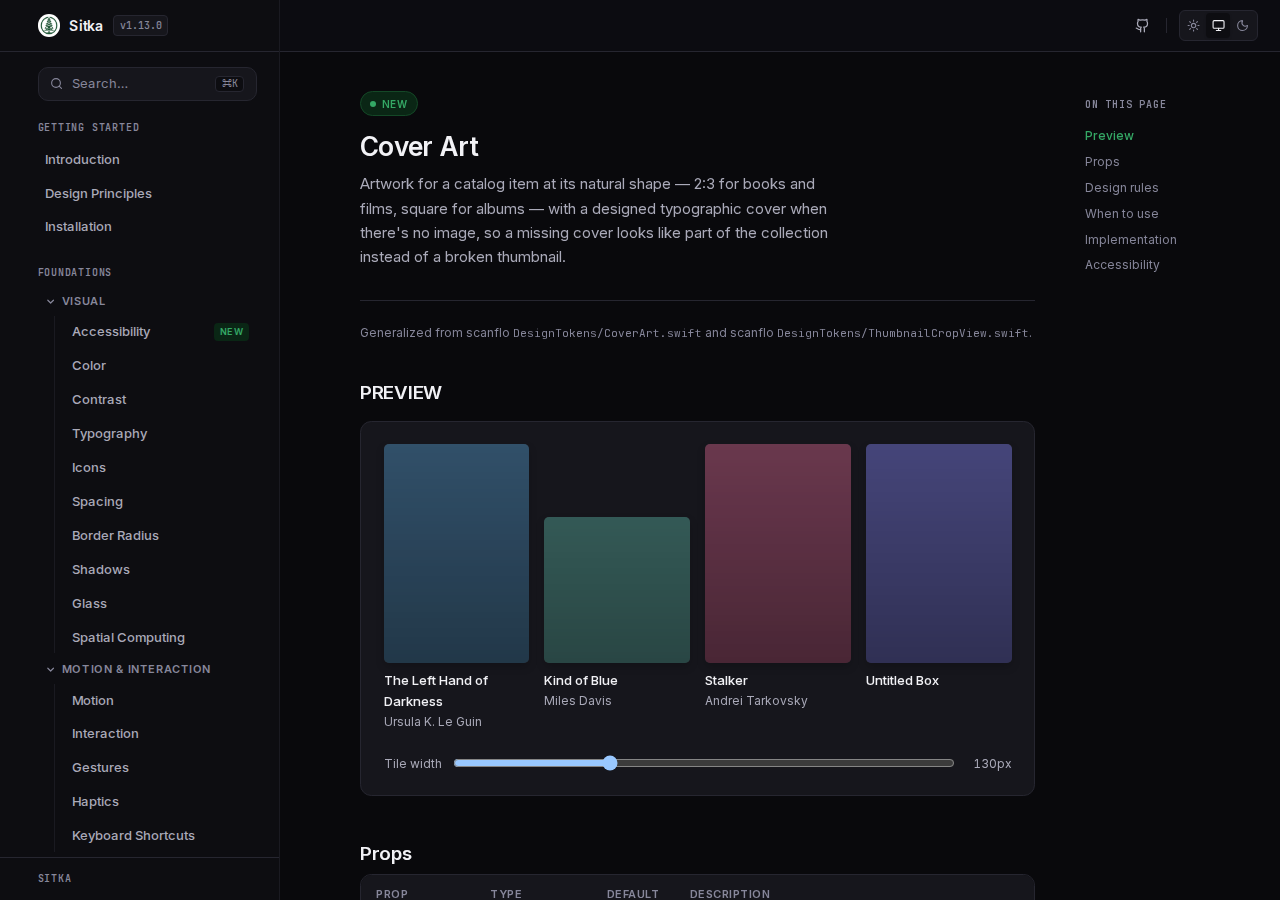 Sitka v1.13.0
Search... ⌘K
GETTING STARTED
Introduction
Design Principles
Installation
FOUNDATIONS
VISUAL
Accessibility NEW
Color
Contrast
Typography
Icons
Spacing
Border Radius
Shadows
Glass
Spatial Computing
MOTION & INTERACTION
Motion
Interaction
Gestures
Haptics
Keyboard Shortcuts
SITKA
NEW
Cover Art
Artwork for a catalog item at its natural shape — 2:3 for books and
films, square for albums — with a designed typographic cover when
there's no image, so a missing cover looks like part of the collection
instead of a broken thumbnail.
Generalized from scanflo DesignTokens/CoverArt.swift and scanflo DesignTokens/ThumbnailCropView.swift.
PREVIEW
The Left Hand of
Darkness
Ursula K. Le Guin
Kind of Blue
Miles Davis
Stalker
Andrei Tarkovsky
Untitled Box
Tile width 130px
Props
PROP TYPE DEFAULT DESCRIPTION
ON THIS PAGE
Preview
Props
Design rules
When to use
Implementation
Accessibility